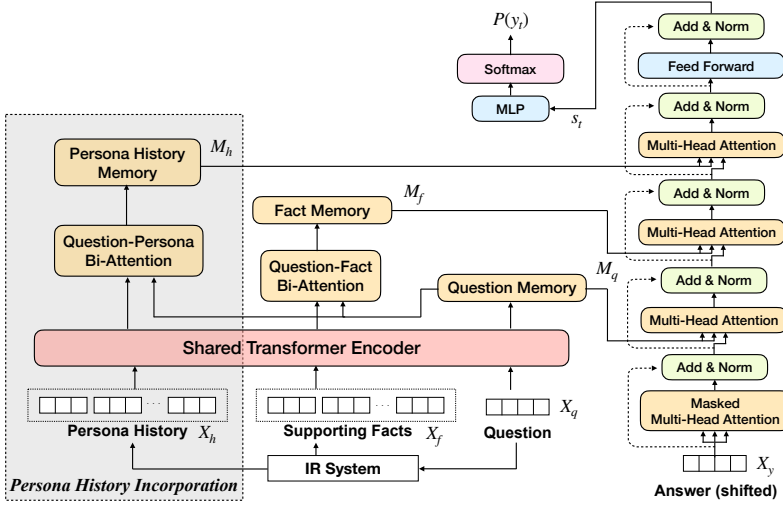 P(y_t)
Softmax
MLP
s_t
Add & Norm
Feed Forward
Add & Norm
Multi-Head Attention
Add & Norm
Multi-Head Attention
Add & Norm
Multi-Head Attention
Add & Norm
Masked
Multi-Head Attention
X_y
Answer (shifted)
Persona History
Memory
M_h
Question-Persona
Bi-Attention
Fact Memory
M_f
Question-Fact
Bi-Attention
Question Memory
M_q
Shared Transformer Encoder
...
Persona History X_h
...
Supporting Facts X_f
X_q
Question
IR System
Persona History Incorporation